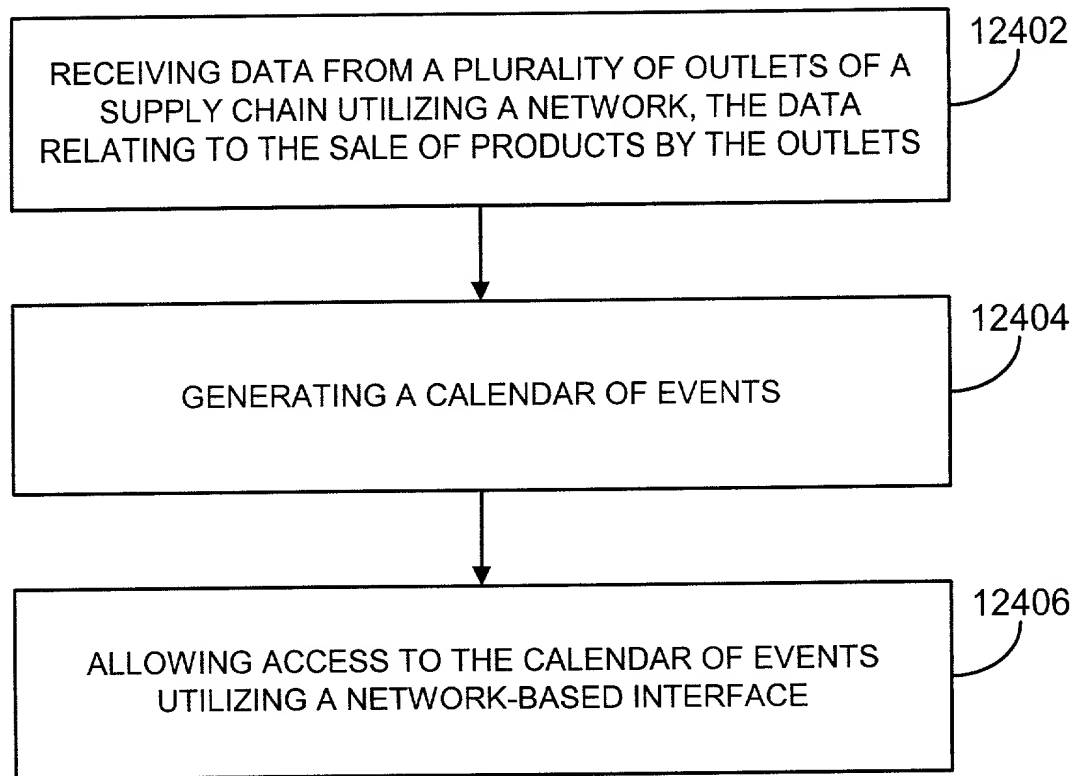 12402
RECEIVING DATA FROM A PLURALITY OF OUTLETS OF A
SUPPLY CHAIN UTILIZING A NETWORK, THE DATA
RELATING TO THE SALE OF PRODUCTS BY THE OUTLETS
12404
GENERATING A CALENDAR OF EVENTS
12406
ALLOWING ACCESS TO THE CALENDAR OF EVENTS
UTILIZING A NETWORK-BASED INTERFACE